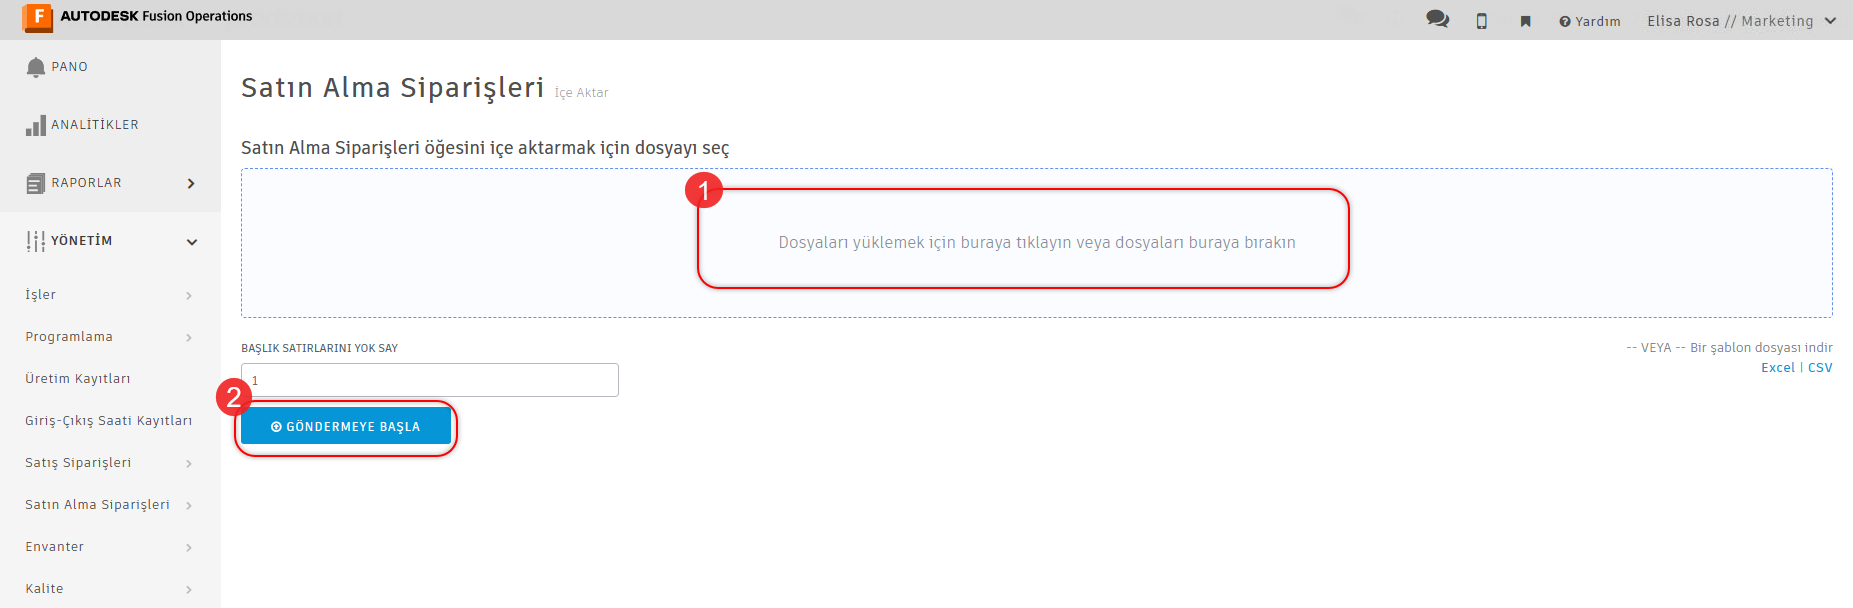 F AUTODESK Fusion Operations
Yardım
Elisa Rosa // Marketing
PANO
ANALİTİKLER
RAPORLAR
YÖNETİM
İşler
Programlama
Üretim Kayıtları
Giriş-Çıkış Saati Kayıtları
Satış Siparişleri
Satın Alma Siparişleri
Envanter
Kalite
Satın Alma Siparişleri İçe Aktar
Satın Alma Siparişleri öğesini içe aktarmak için dosyayı seç
1
Dosyaları yüklemek için buraya tıklayın veya dosyaları buraya bırakın
BAŞLIK SATIRLARINI YOK SAY
1
2
GÖNDERMEYE BAŞLA
-- VEYA -- Bir şablon dosyası indir
Excel | CSV